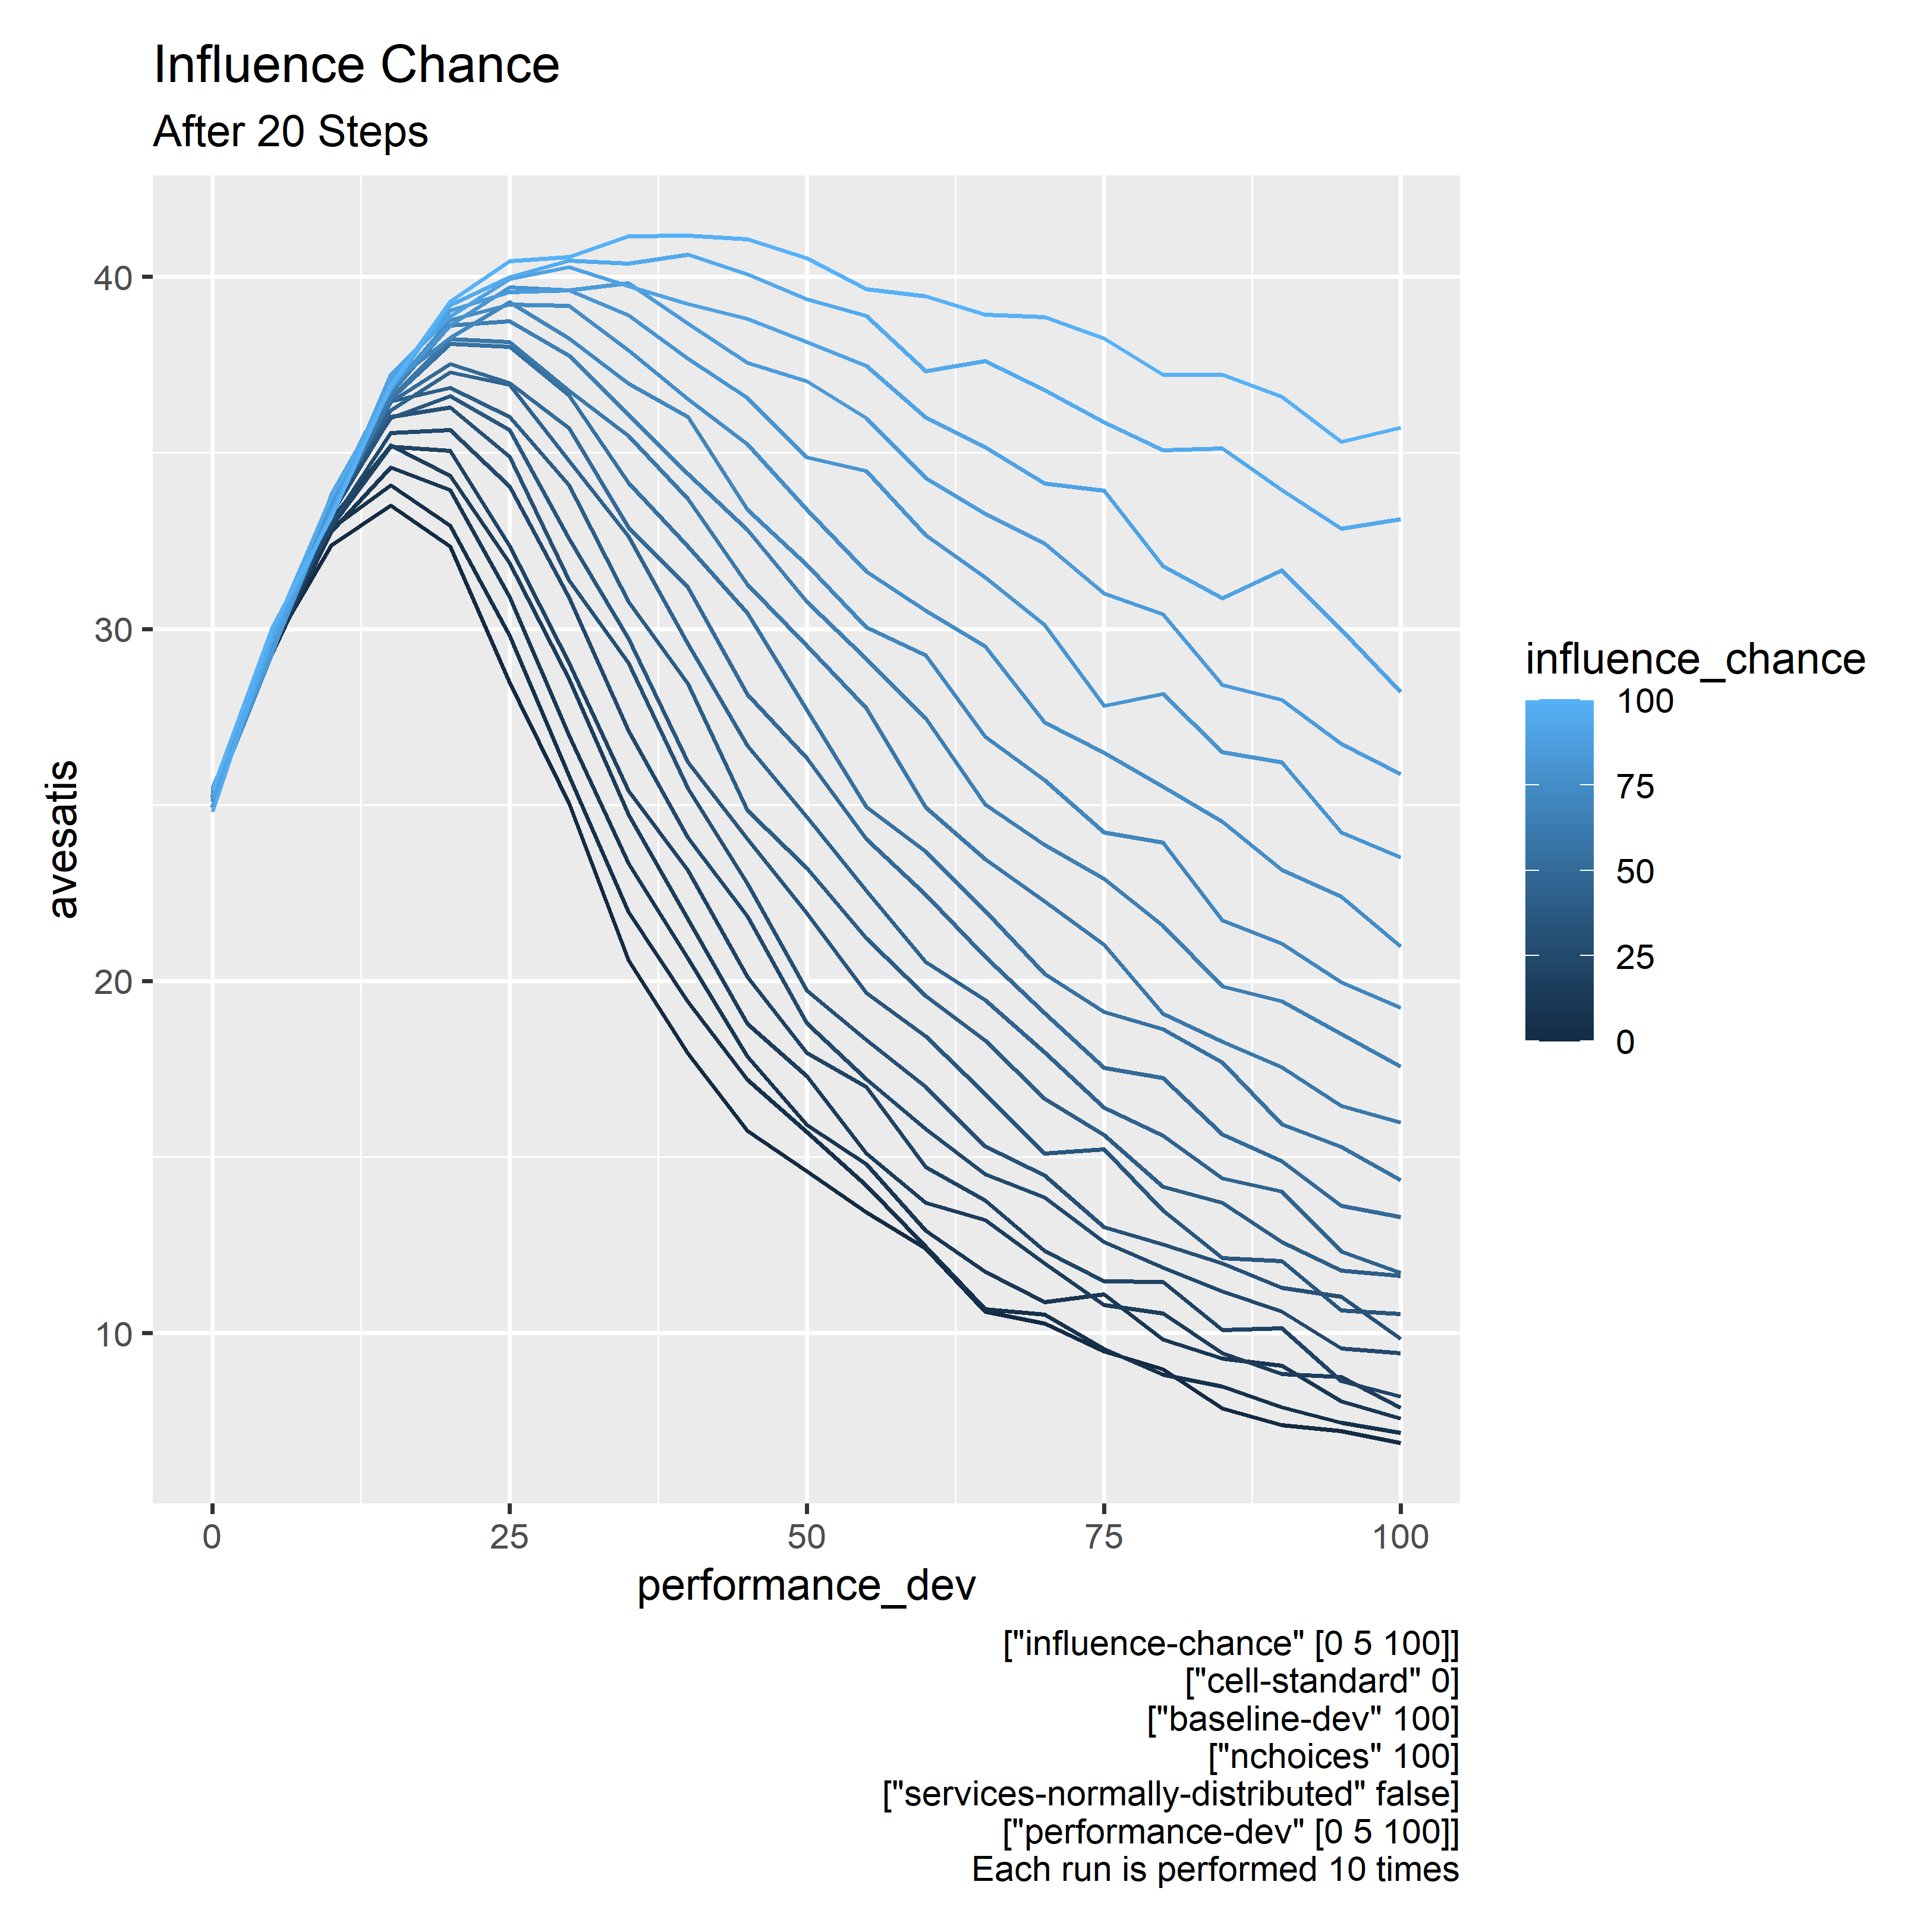 Influence Chance
After 20 Steps
40
30
20
10
avesatis
0
25
50
75
100
performance_dev
influence_chance
100
75
50
25
0
["influence-chance" [0 5 100]]
["cell-standard" 0]
["baseline-dev" 100]
["nchoices" 100]
["services-normally-distributed" false]
["performance-dev" [0 5 100]]
Each run is performed 10 times